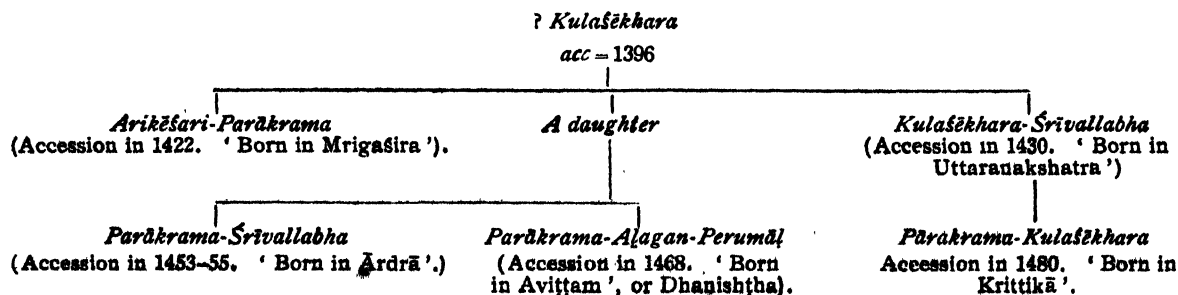 ? Kulaśēkhara
acc = 1396
Arikēśari-Parākrama
(Accession in 1422. ‘ Born in Mrigaśira ’).
A daughter
Kulaśēkhara-Śrīvallabha
(Accession in 1430. ‘ Born in
Uttaranakshatra ’)
Parākrama-Śrīvallabha
(Accession in 1453–55. ‘ Born in Ārdrā ’.)
Parākrama-Aḷagan-Perumāḷ
(Accession in 1468. ‘ Born
in Aviṭṭam ’, or Dhanishṭha).
Pārakrama-Kulaśēkhara
Accession in 1480. ‘ Born in
Krittikā ’.